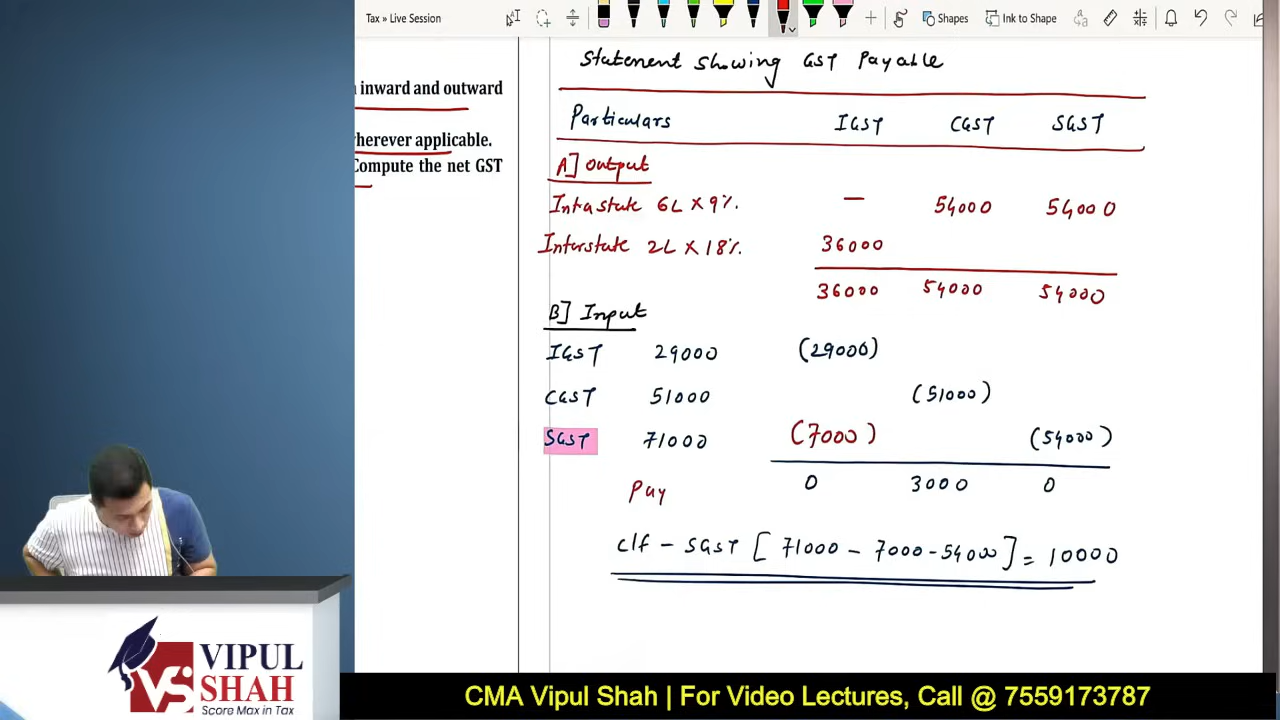 Tax » Live Session
Shapes
Ink to Shape
inward and outward
wherever applicable.
Compute the net GST
Statement Showing GST Payable
Particulars IGST CGST SGST
A] Output
Intrastate 6L × 9%. — 54000 54000
Interstate 2L × 18%. 36000
36000 54000 54000
B] Input
IGST 29000 (29000)
CGST 51000 (51000)
SGST 71000 (7000) (54000)
Pay 0 3000 0
c/f - SGST [ 71000 - 7000 - 54000 ] = 10000
VIPUL
SHAH
Score Max in Tax
CMA Vipul Shah | For Video Lectures, Call @ 7559173787